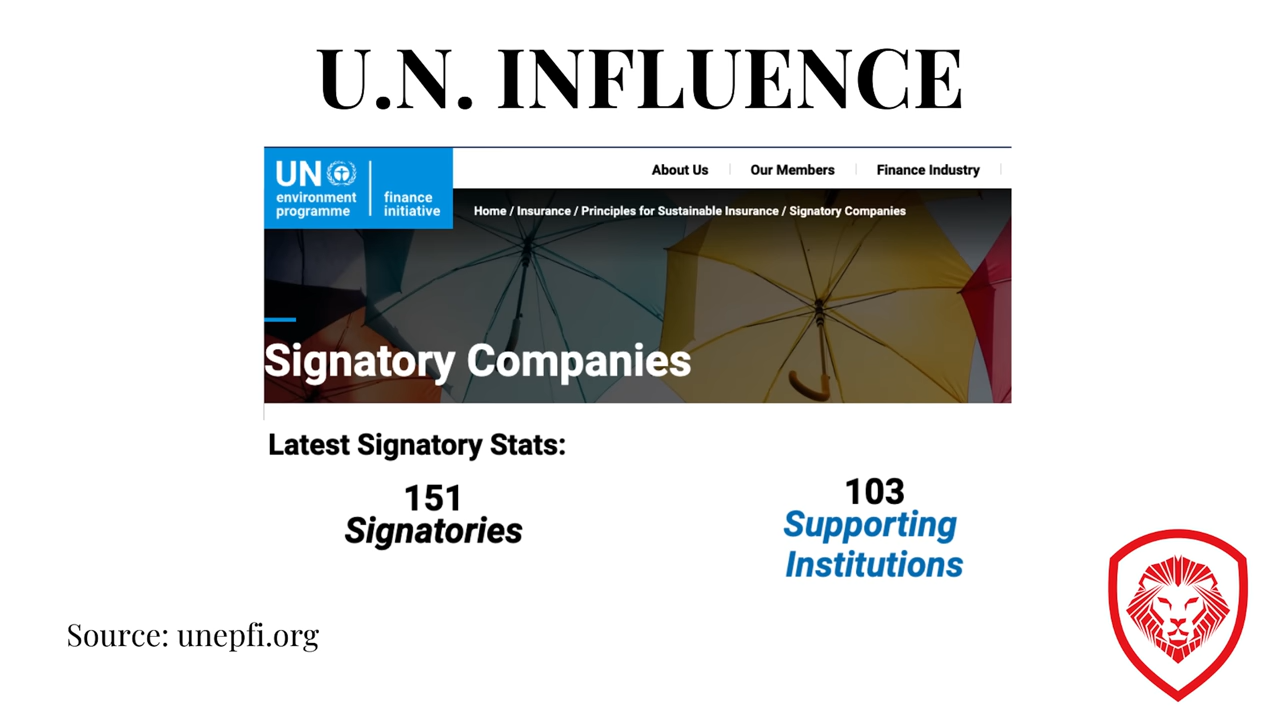 U.N. INFLUENCE
UN
environment
programme
finance
initiative
About Us
Our Members
Finance Industry
Home / Insurance / Principles for Sustainable Insurance / Signatory Companies
Signatory Companies
Latest Signatory Stats:
151
Signatories
103
Supporting
Institutions
Source: unepfi.org